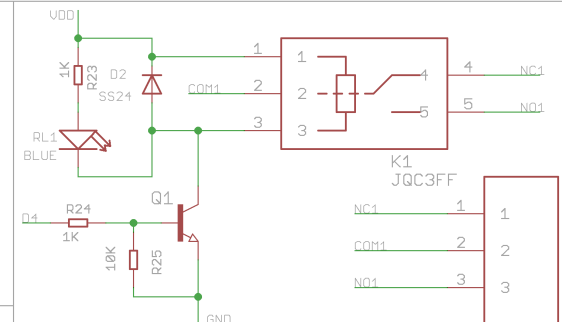 VDD
1K
R23
D2
SS24
COM1
1
2
3
1
2
3
4
5
4
5
NC1
NO1
RL1
BLUE
K1
JQC3FF
Q1
D4
R24
1K
10K
R25
GND
NC1
COM1
NO1
1
2
3
1
2
3